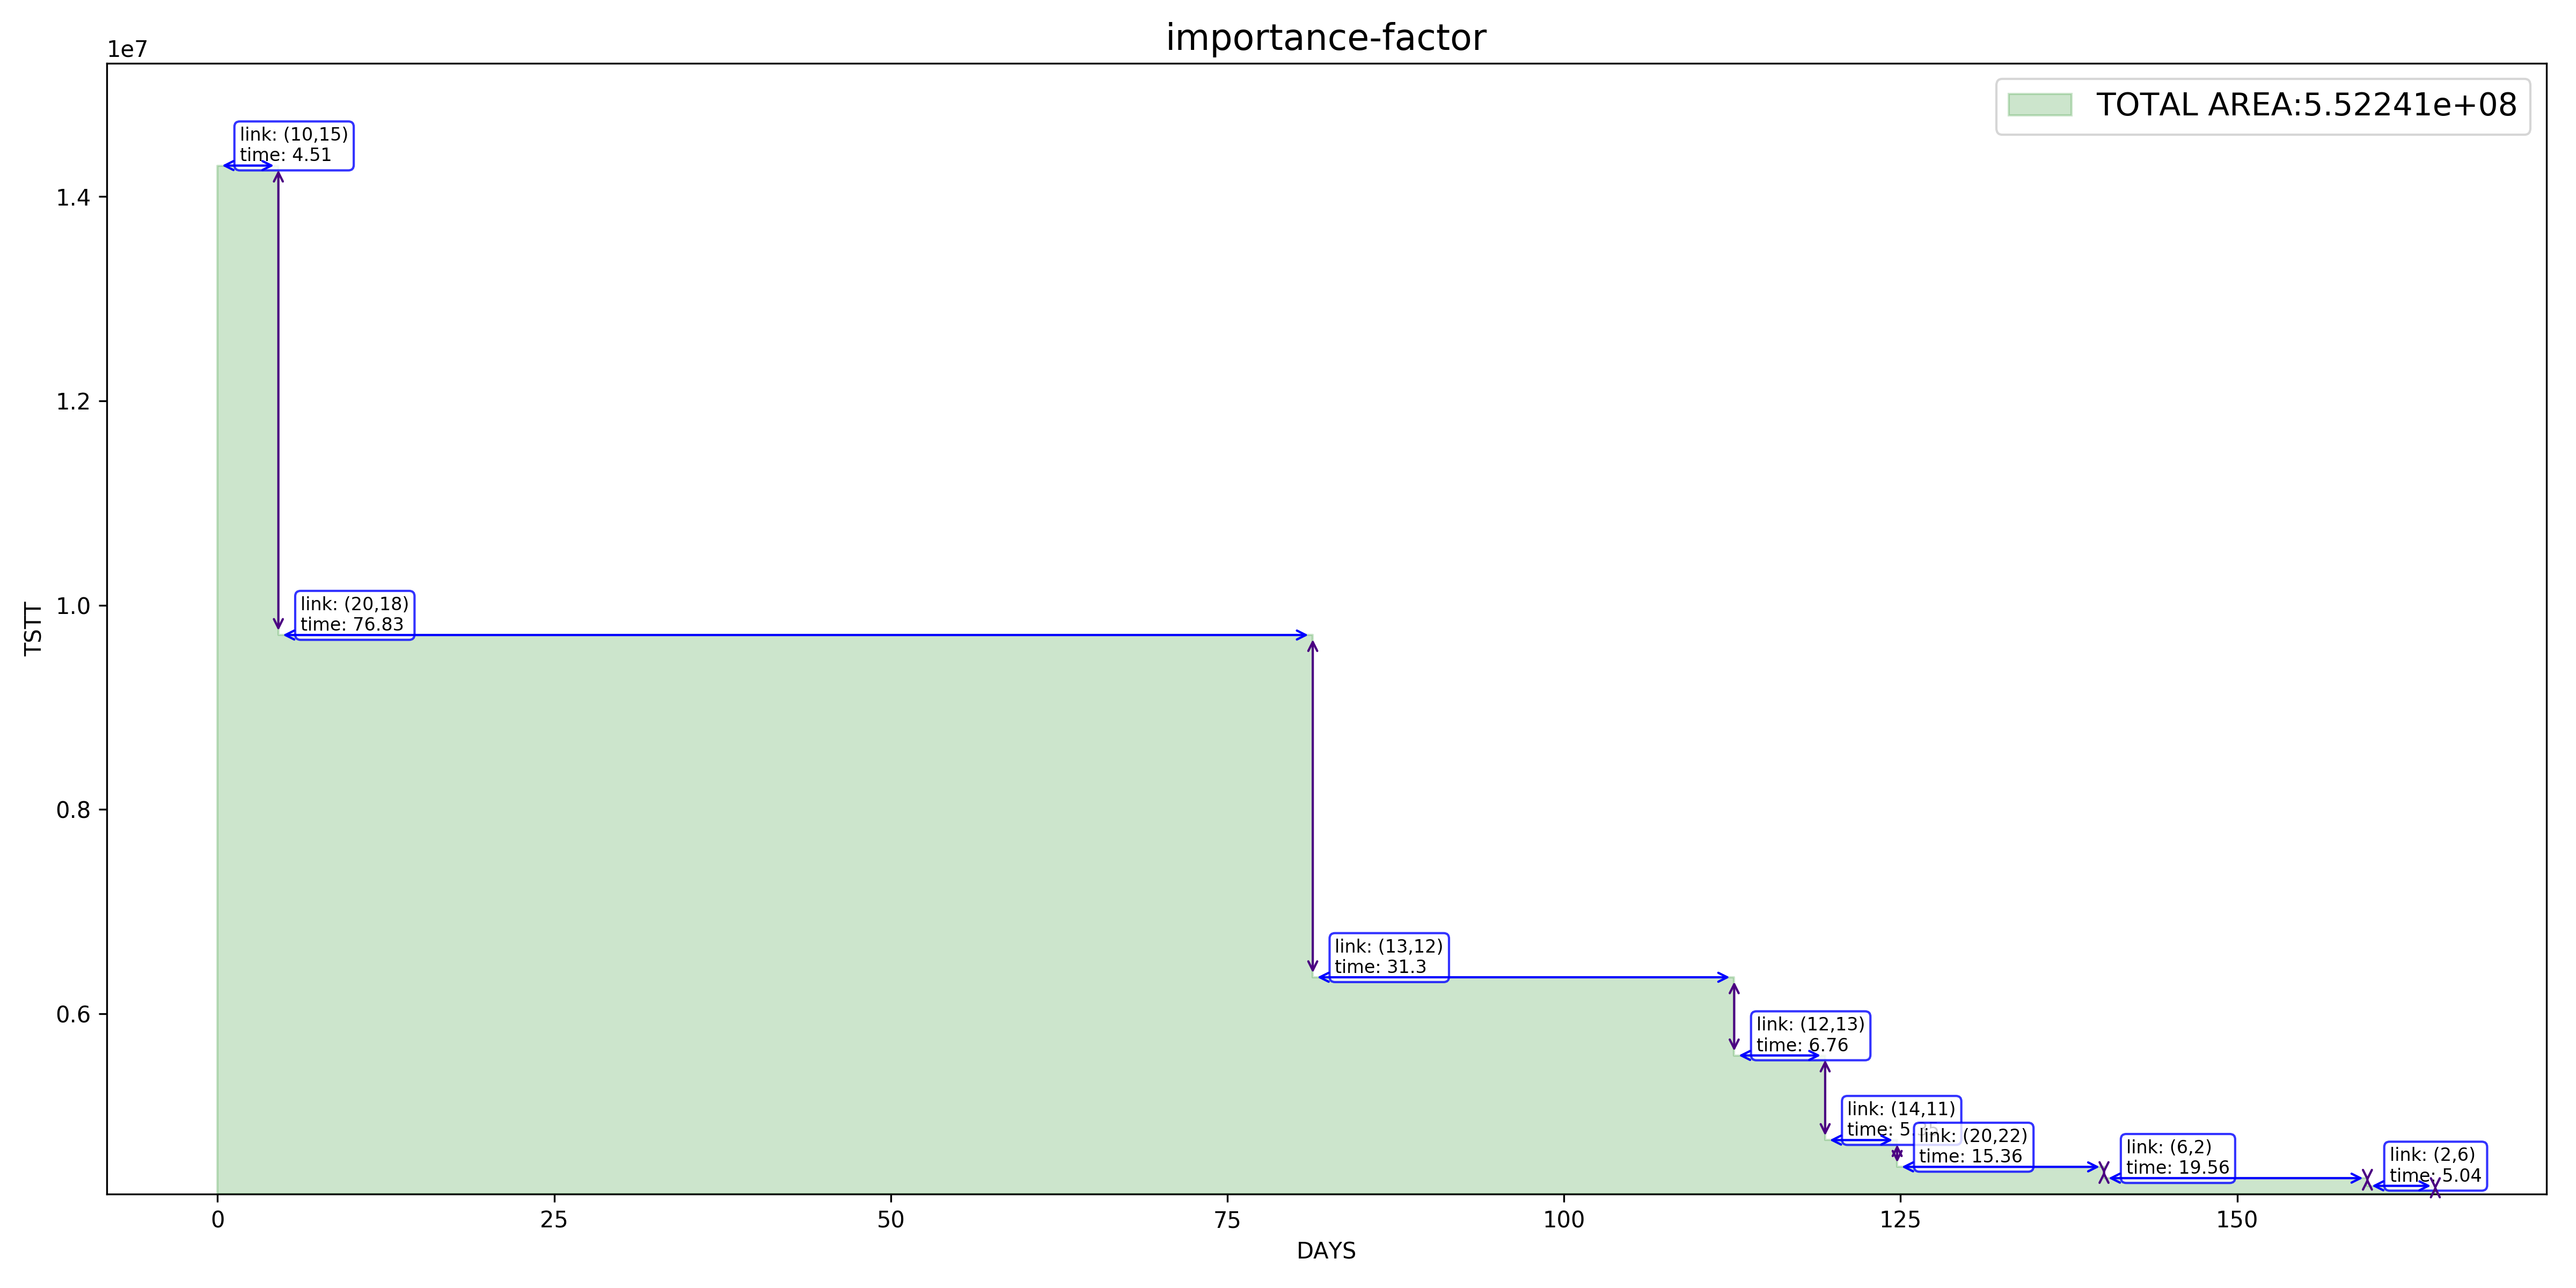 importance-factor
1e7
TOTAL AREA:5.52241e+08
link: (10,15)
time: 4.51
1.4
1.2
link: (20,18)
time: 76.83
1.0
TSTT
0.8
link: (13,12)
time: 31.3
0.6
link: (12,13)
time: 6.76
link: (14,11)
time:
link: (20,22)
time: 15.36
link: (6,2)
time: 19.56
link: (2,6)
time: 5.04
0
25
50
75
100
125
150
DAYS